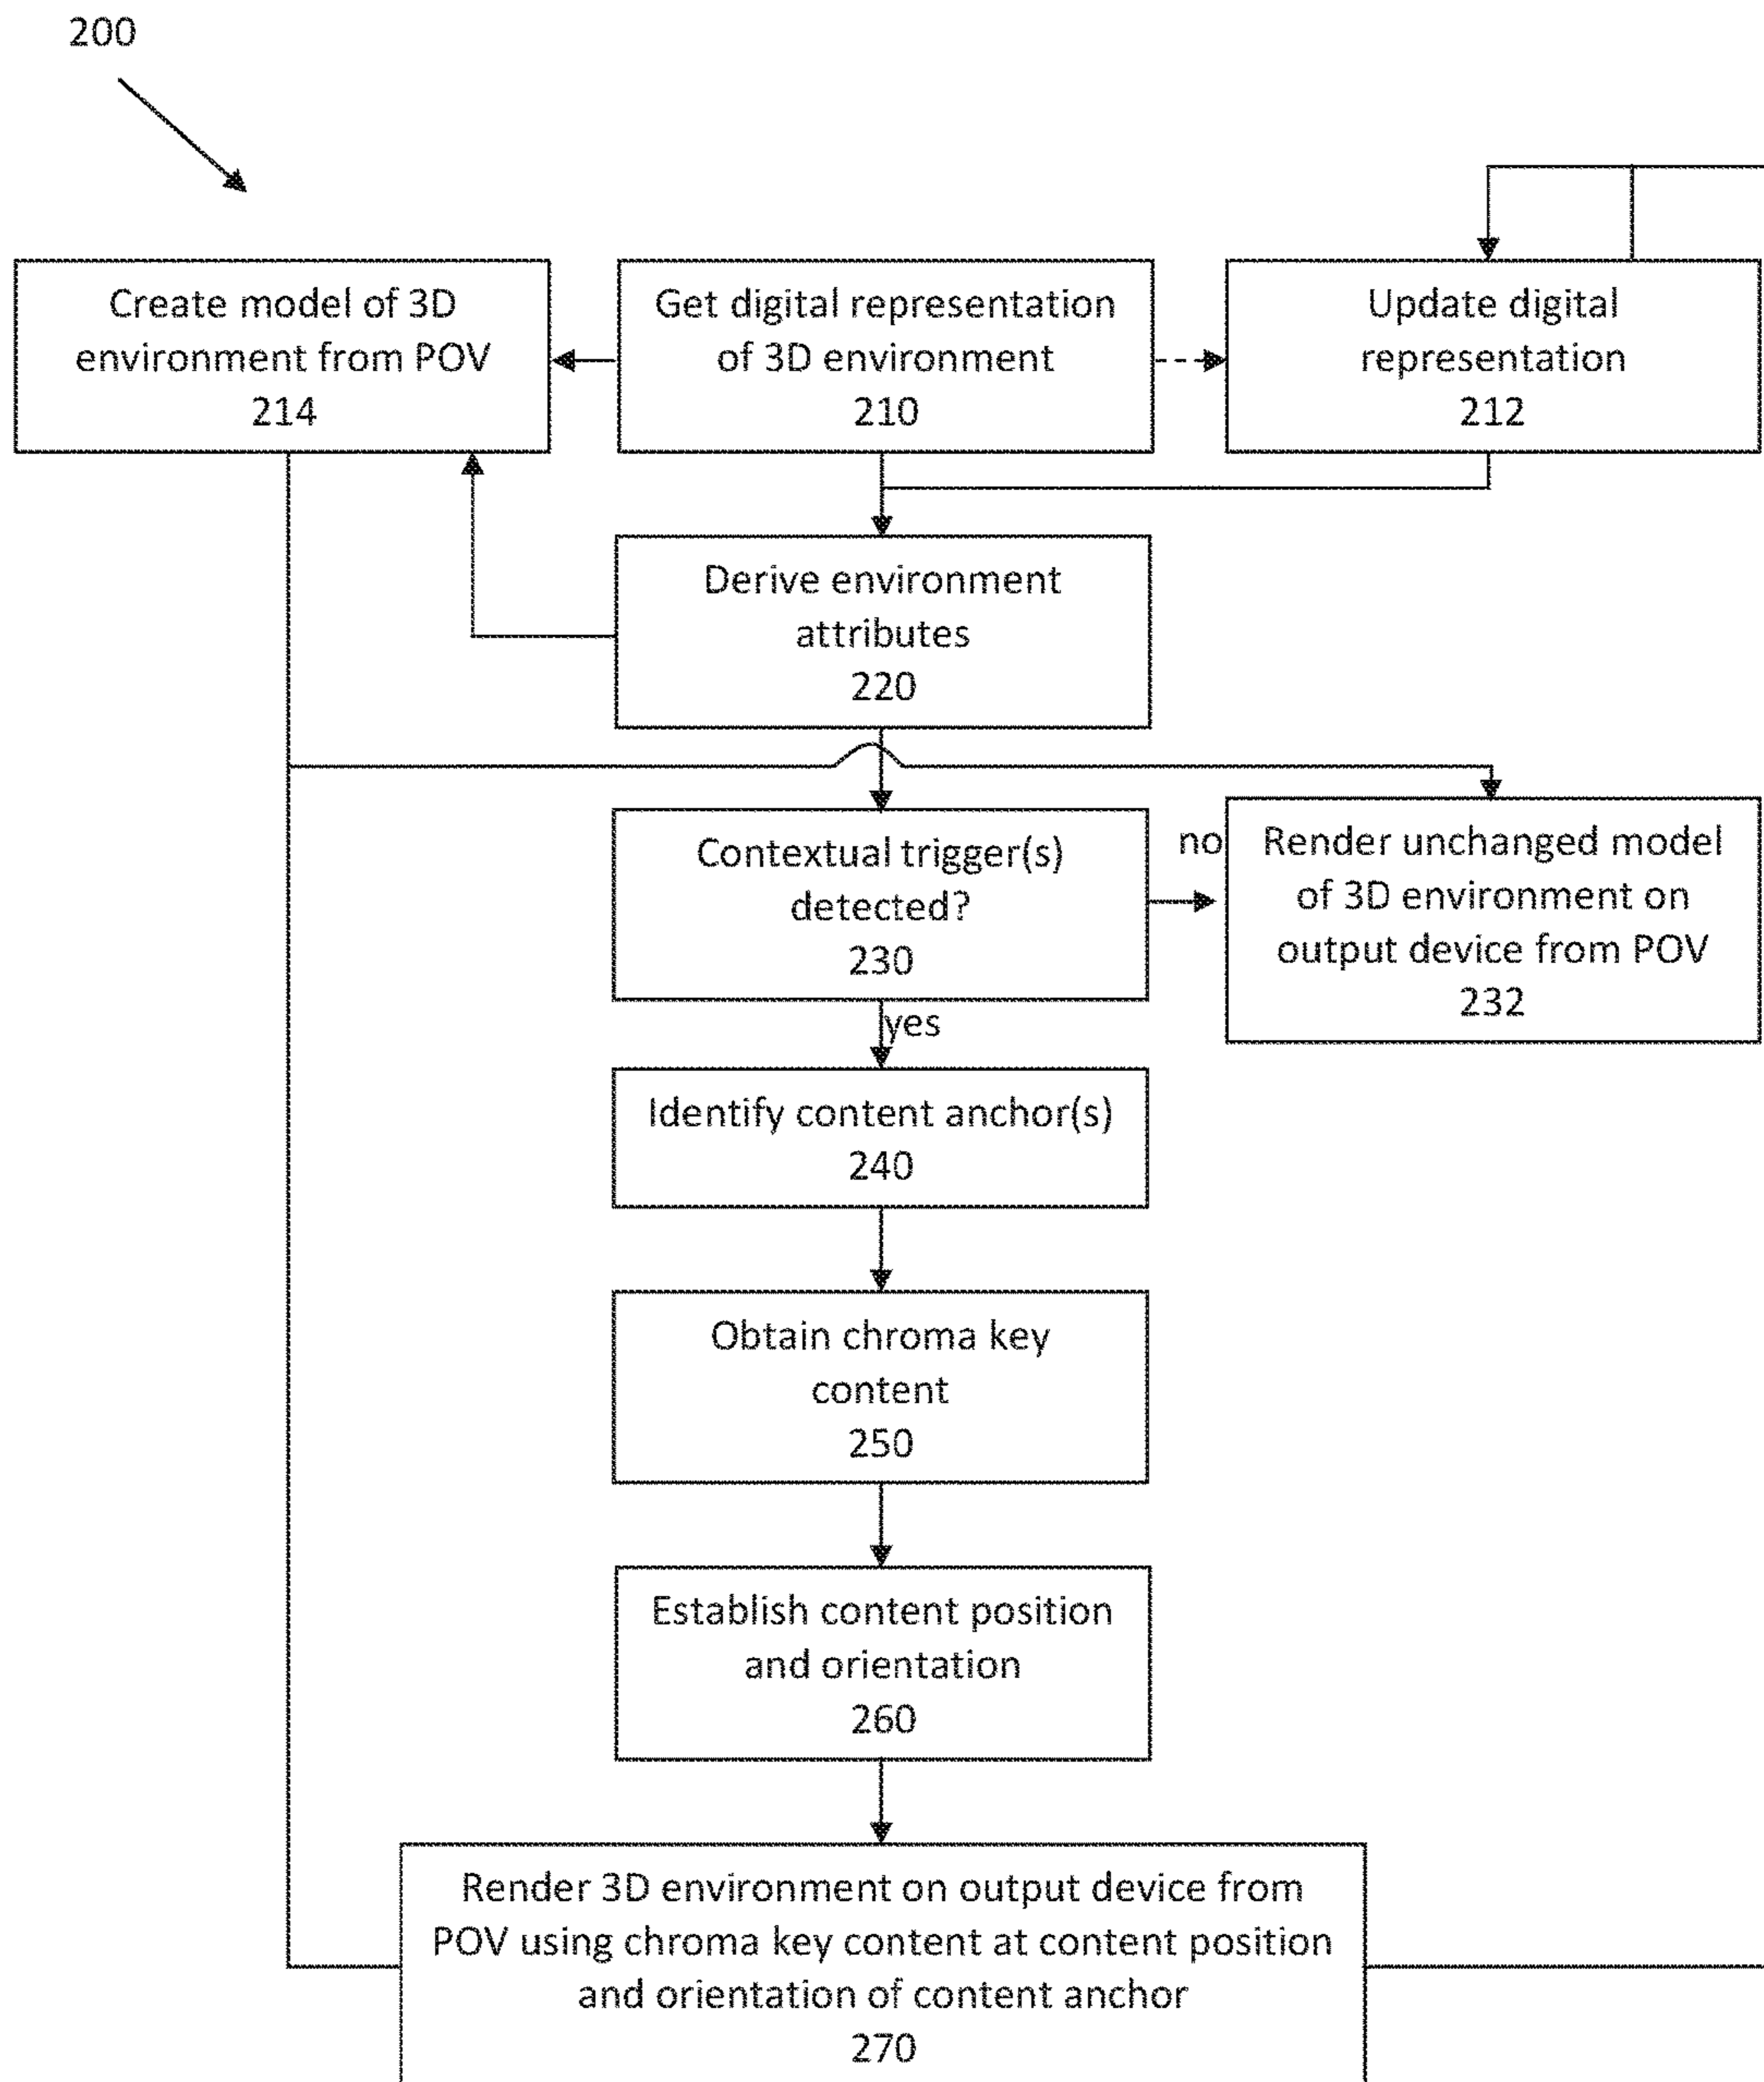 200
Create model of 3D
environment from POV
214
Get digital representation
of 3D environment
210
Update digital
representation
212
Derive environment
attributes
220
Contextual trigger(s)
detected?
230
no
Render unchanged model
of 3D environment on
output device from POV
232
yes
Identify content anchor(s)
240
Obtain chroma key
content
250
Establish content position
and orientation
260
Render 3D environment on output device from
POV using chroma key content at content position
and orientation of content anchor
270